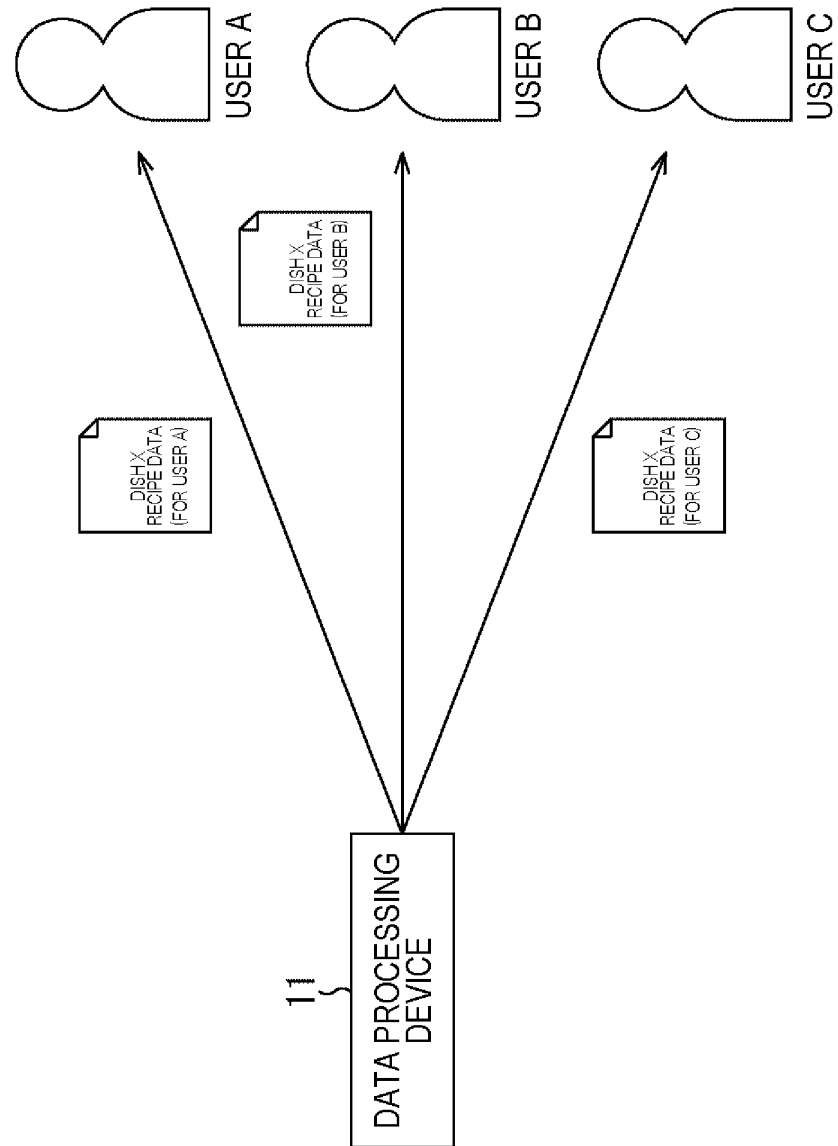 11
DATA PROCESSING
DEVICE
DISH X
RECIPE DATA
(FOR USER A)
DISH X
RECIPE DATA
(FOR USER B)
DISH X
RECIPE DATA
(FOR USER C)
USER A
USER B
USER C